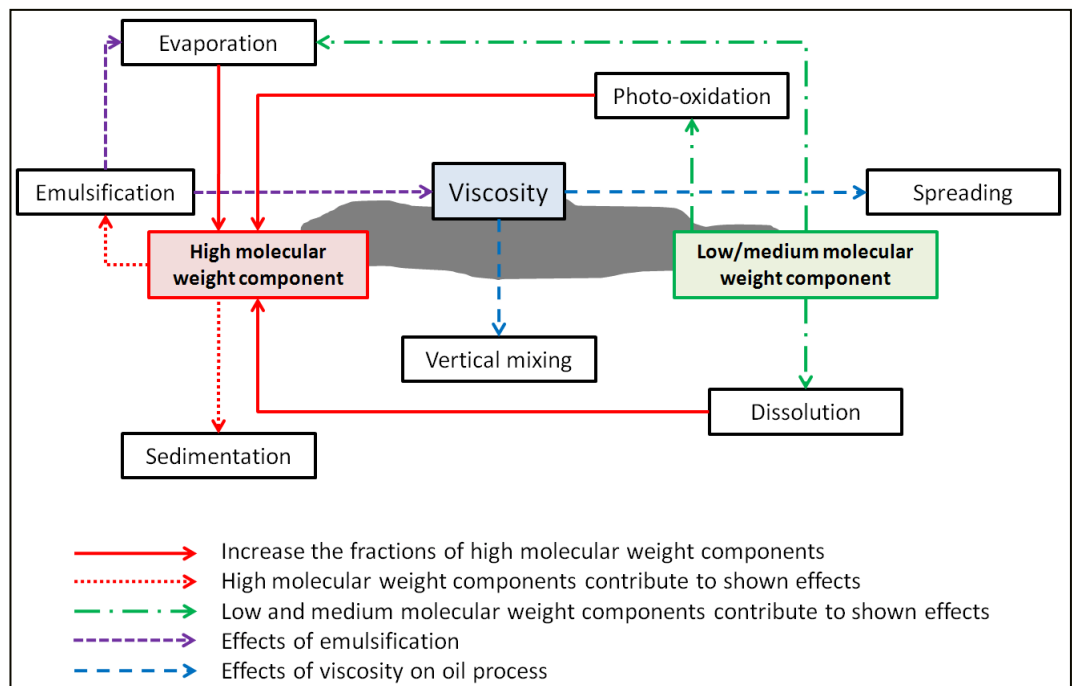 Evaporation
Photo-oxidation
Emulsification
Viscosity
Spreading
High molecular
weight component
Low/medium molecular
weight component
Vertical mixing
Dissolution
Sedimentation
Increase the fractions of high molecular weight components
High molecular weight components contribute to shown effects
Low and medium molecular weight components contribute to shown effects
Effects of emulsification
Effects of viscosity on oil process